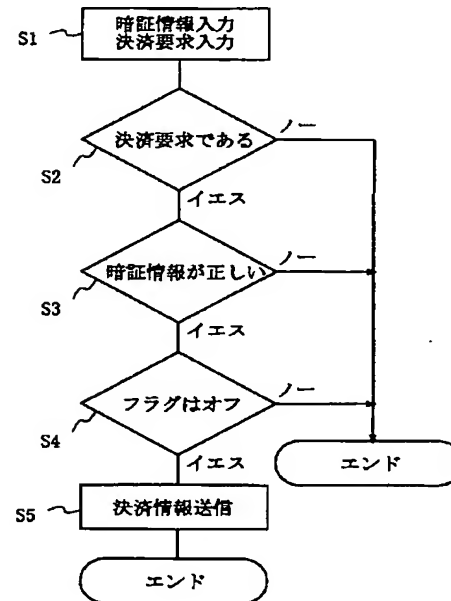 S1
暗証情報入力
決済要求入力
決済要求である
ノー
S2
イエス
暗証情報が正しい
ノー
S3
イエス
フラグはオフ
ノー
S4
イエス
エンド
S5
決済情報送信
エンド